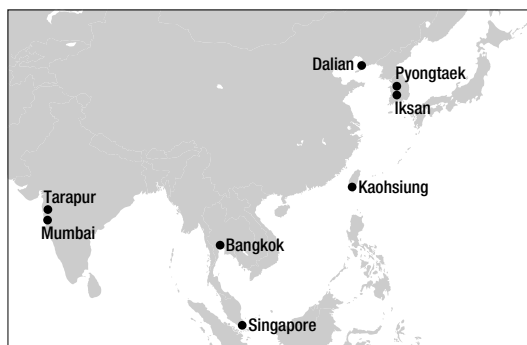 Dalian
Pyongtaek
Iksan
Kaohsiung
Tarapur
Mumbai
Bangkok
Singapore